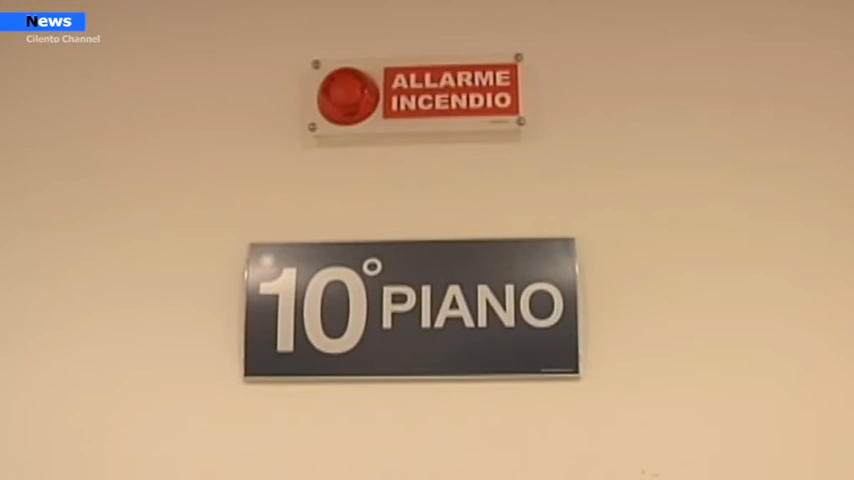 News
Cilento Channel
ALLARME
INCENDIO
10° PIANO